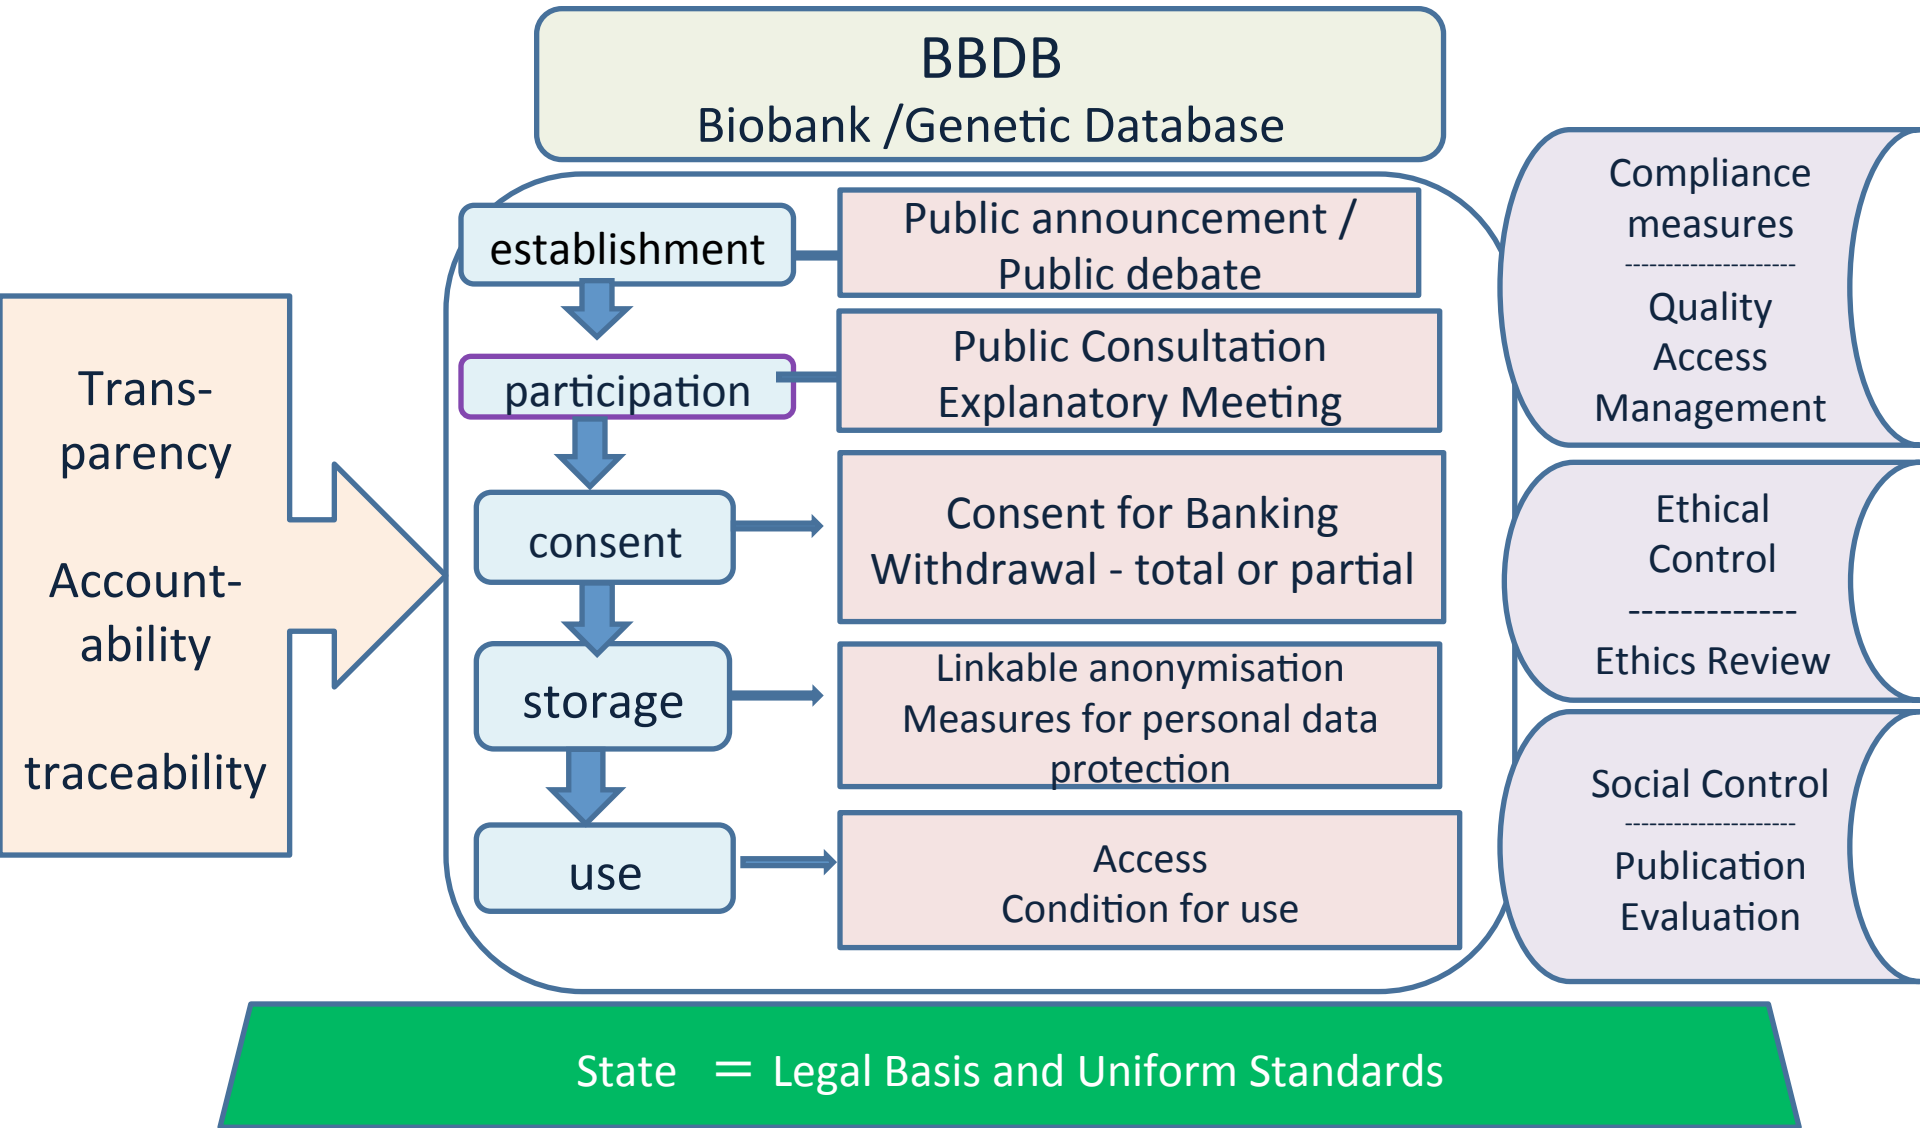 BBDB
Biobank /Genetic Database
Trans-
parency
Account-
ability
traceability
establishment
Public announcement /
Public debate
participation
Public Consultation
Explanatory Meeting
consent
Consent for Banking
Withdrawal - total or partial
storage
Linkable anonymisation
Measures for personal data
protection
use
Access
Condition for use
Compliance
measures
---------------------
Quality
Access
Management
Ethical
Control
-------------
Ethics Review
Social Control
---------------------
Publication
Evaluation
State = Legal Basis and Uniform Standards